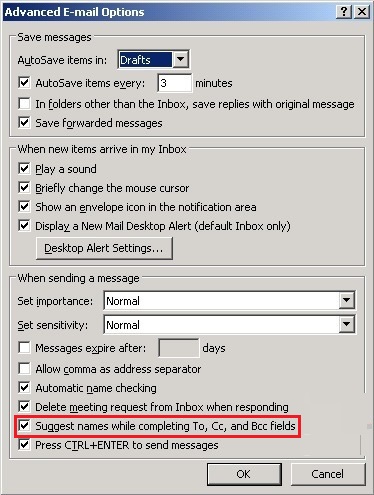 Advanced E-mail Options
Save messages
AutoSave items in: Drafts
AutoSave items every: 3 minutes
In folders other than the Inbox, save replies with original message
Save forwarded messages
When new items arrive in my Inbox
Play a sound
Briefly change the mouse cursor
Show an envelope icon in the notification area
Display a New Mail Desktop Alert (default Inbox only)
Desktop Alert Settings...
When sending a message
Set importance: Normal
Set sensitivity: Normal
Messages expire after: days
Allow comma as address separator
Automatic name checking
Delete meeting request from Inbox when responding
Suggest names while completing To, Cc, and Bcc fields
Press CTRL+ENTER to send messages
OK Cancel